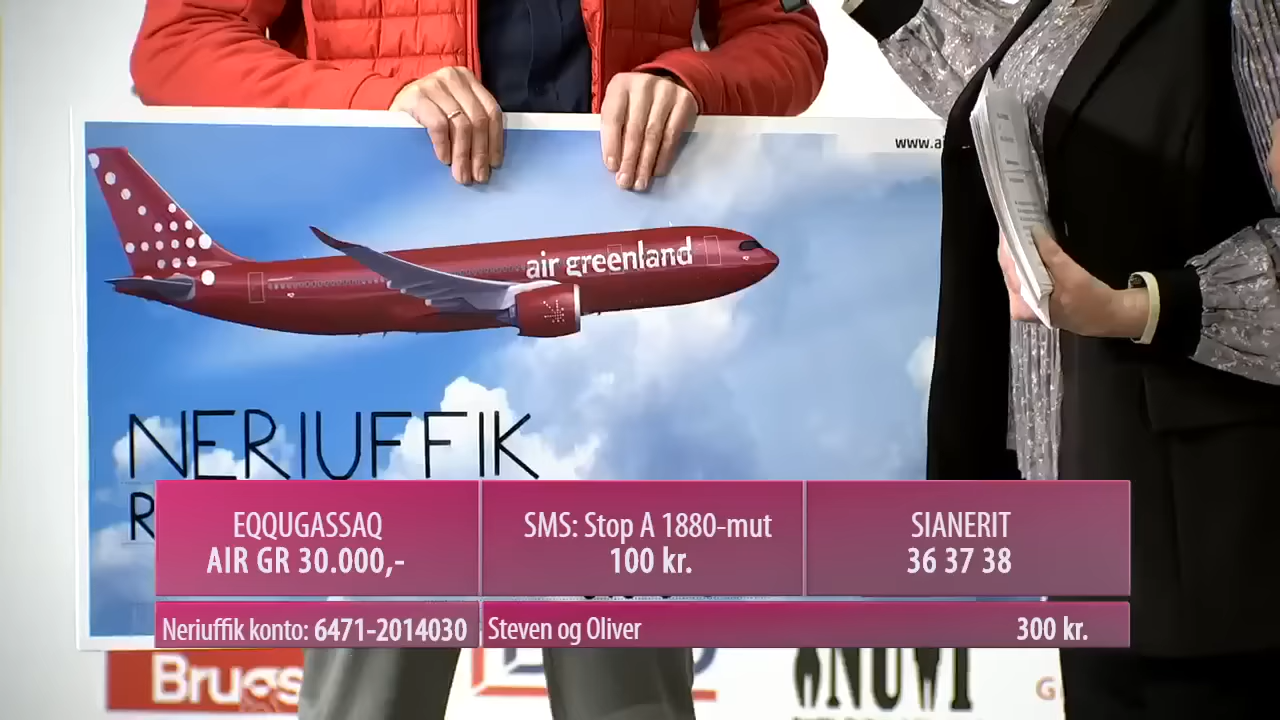 www.a
air greenland
NERIUFFIK
R
EQQUGASSAQ
AIR GR 30.000,-
SMS: Stop A 1880-mut
100 kr.
SIANERIT
36 37 38
Neriuffik konto: 6471-2014030
Steven og Oliver
300 kr.
Brugs
G